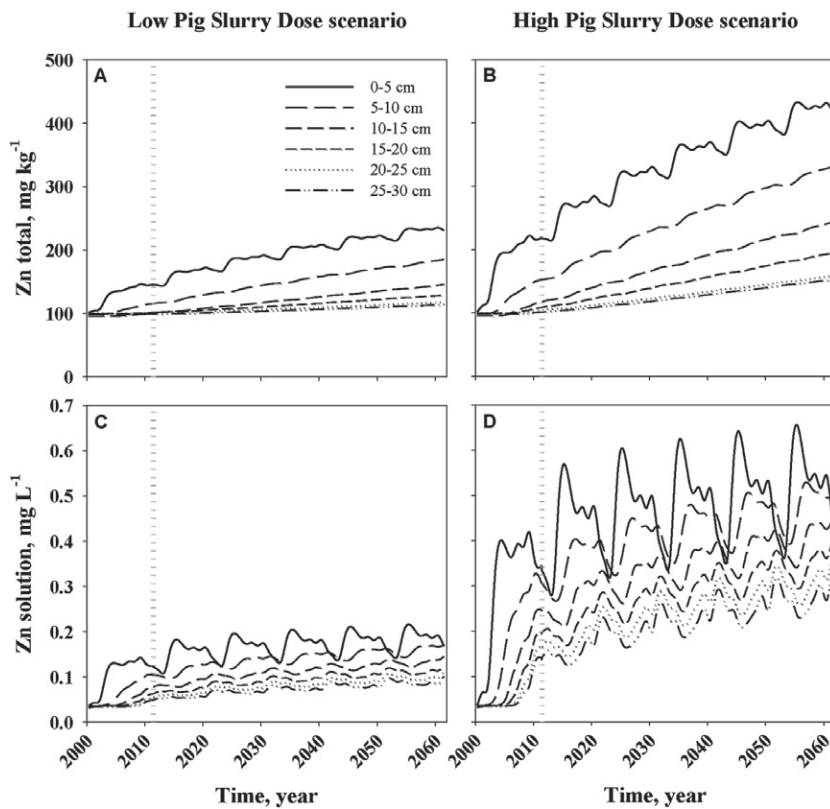 Low Pig Slurry Dose scenario
High Pig Slurry Dose scenario
A
B
0-5 cm
5-10 cm
10-15 cm
15-20 cm
20-25 cm
25-30 cm
500
400
300
200
100
0
Zn total, mg kg⁻¹
C
D
0.7
0.6
0.5
0.4
0.3
0.2
0.1
0.0
Zn solution, mg L⁻¹
2000
2010
2020
2030
2040
2050
2060
2000
2010
2020
2030
2040
2050
2060
Time, year
Time, year